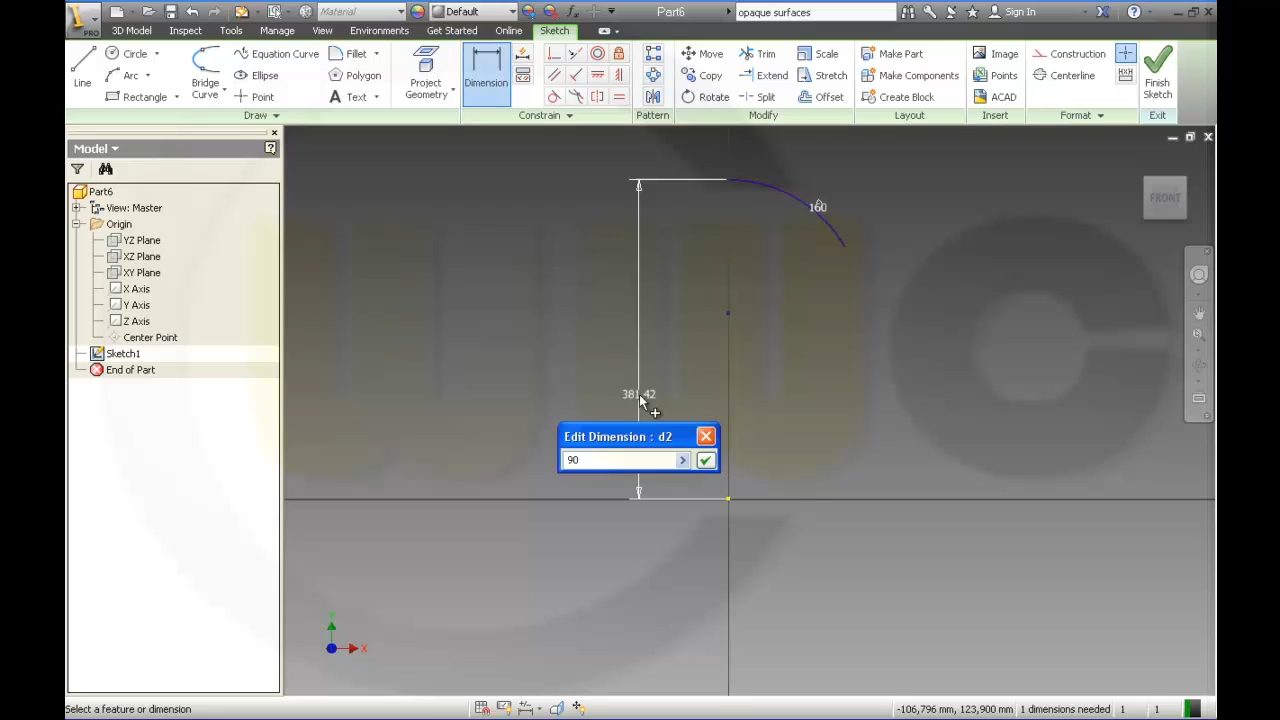 Material
Default
Part6
opaque surfaces
Sign In
PRO
3D Model
Inspect
Tools
Manage
View
Environments
Get Started
Online
Sketch
Line
Circle
Arc
Rectangle
Bridge
Curve
Equation Curve
Ellipse
Point
Fillet
Polygon
Text
Project
Geometry
Dimension
Move
Copy
Rotate
Trim
Extend
Split
Scale
Stretch
Offset
Make Part
Make Components
Create Block
Image
Points
ACAD
Construction
Centerline
Finish
Sketch
Draw
Constrain
Pattern
Modify
Layout
Insert
Format
Exit
Model
Part6
View: Master
Origin
YZ Plane
XZ Plane
XY Plane
X Axis
Y Axis
Z Axis
Center Point
Sketch1
End of Part
FRONT
160
381,42
Edit Dimension : d2
90
Y
X
Select a feature or dimension
-106,796 mm, 123,900 mm
1 dimensions needed
1
1